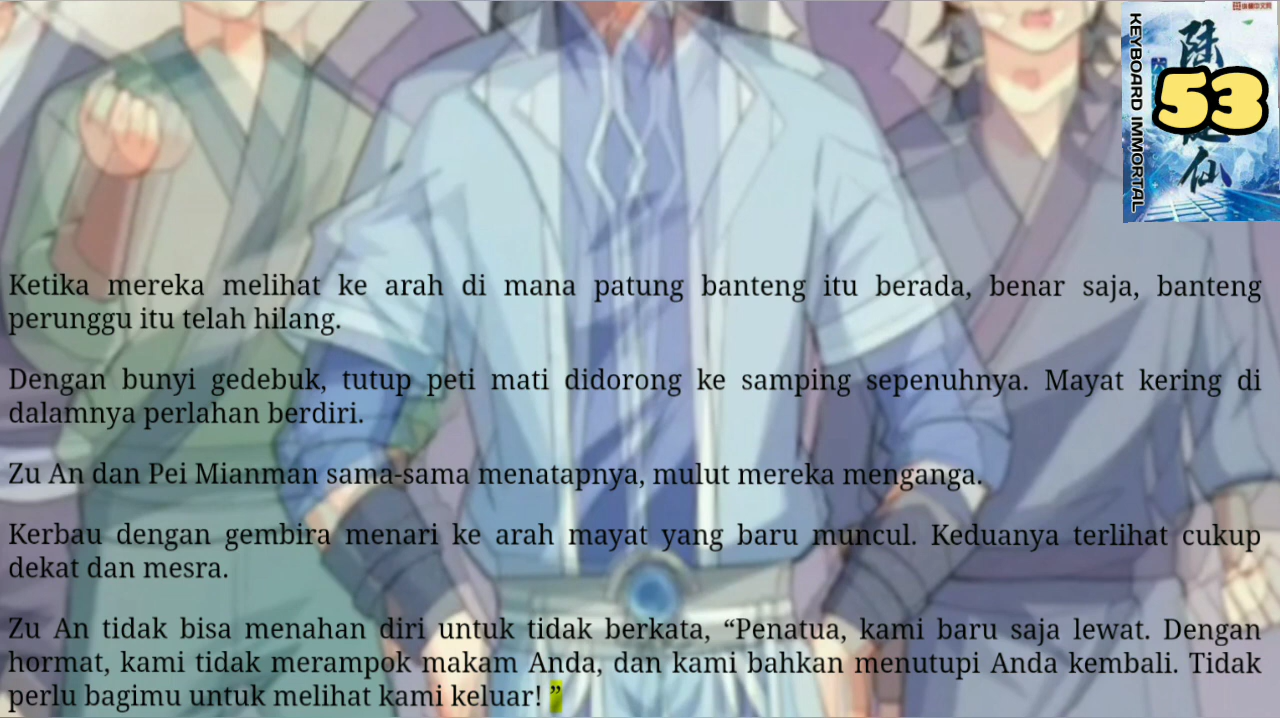 KEYBOARD IMMORTAL
53
仙
Ketika mereka melihat ke arah di mana patung banteng itu berada, benar saja, banteng
perunggu itu telah hilang.
Dengan bunyi gedebuk, tutup peti mati didorong ke samping sepenuhnya. Mayat kering di
dalamnya perlahan berdiri.
Zu An dan Pei Mianman sama-sama menatapnya, mulut mereka menganga.
Kerbau dengan gembira menari ke arah mayat yang baru muncul. Keduanya terlihat cukup
dekat dan mesra.
Zu An tidak bisa menahan diri untuk tidak berkata, “Penatua, kami baru saja lewat. Dengan
hormat, kami tidak merampok makam Anda, dan kami bahkan menutupi Anda kembali. Tidak
perlu bagimu untuk melihat kami keluar! ”